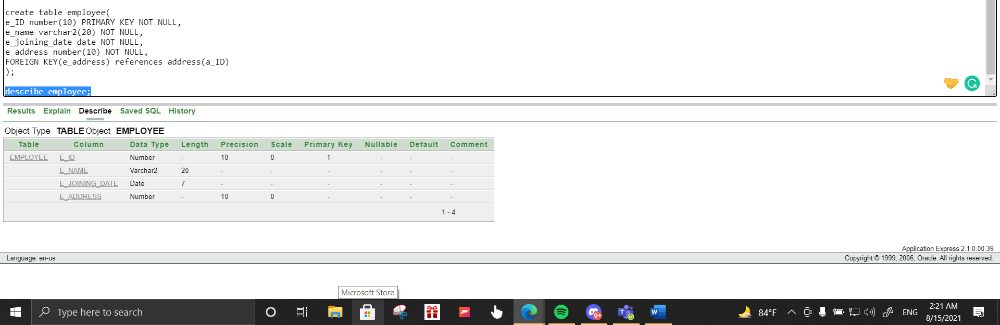 create table employee(
e_ID number(10) PRIMARY KEY NOT NULL,
e_name varchar2(20) NOT NULL,
e_joining_date date NOT NULL,
e_address number(10) NOT NULL,
FOREIGN KEY(e_address) references address(a_ID)
);
describe employee;
Results Explain Describe Saved SQL History
Object Type TABLE Object EMPLOYEE
Table Column Data Type Length Precision Scale Primary Key Nullable Default Comment
EMPLOYEE E_ID Number - 10 0 1 - - -
E_NAME Varchar2 20 - - - - - -
E_JOINING_DATE Date 7 - - - - - -
E_ADDRESS Number - 10 0 - - - -
1 - 4
Application Express 2.1.0.00.39
Language: en-us Copyright © 1999, 2006, Oracle. All rights reserved.
Microsoft Store
Type here to search 9+ T W 84°F ENG 2:21 AM
8/15/2021